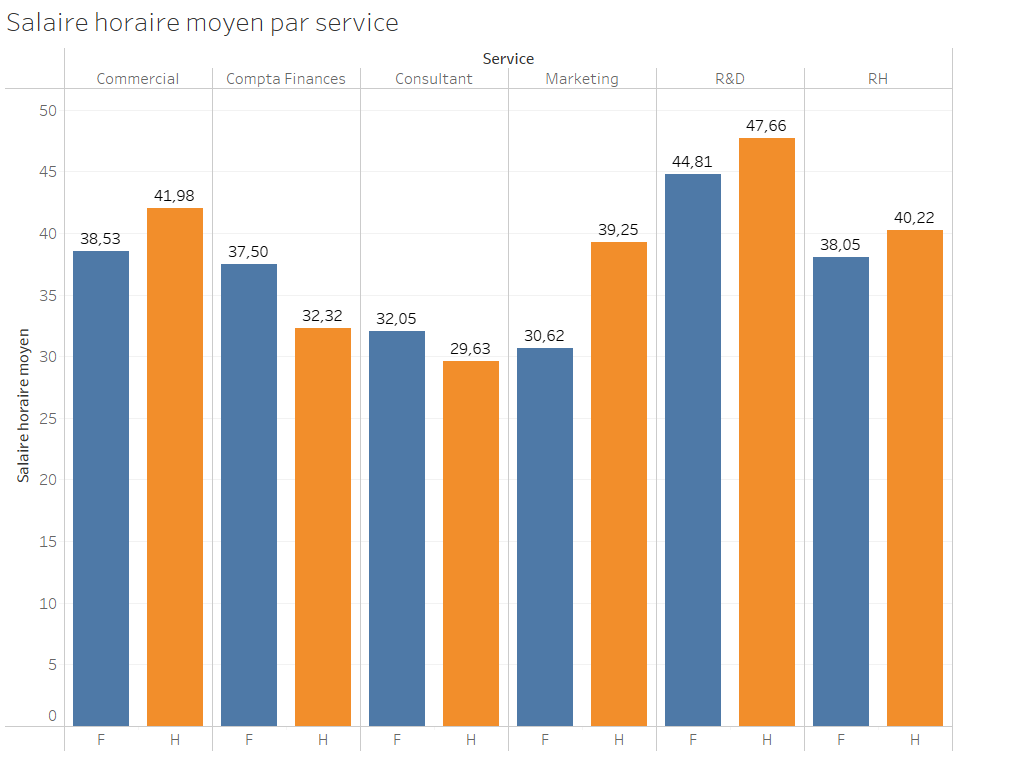 Salaire horaire moyen par service
Service
Commercial Compta Finances Consultant Marketing R&D RH
Salaire horaire moyen
50
45
40
35
30
25
20
15
10
5
0
38,53 41,98 37,50 32,32 32,05 29,63 30,62 39,25 44,81 47,66 38,05 40,22
F H F H F H F H F H F H